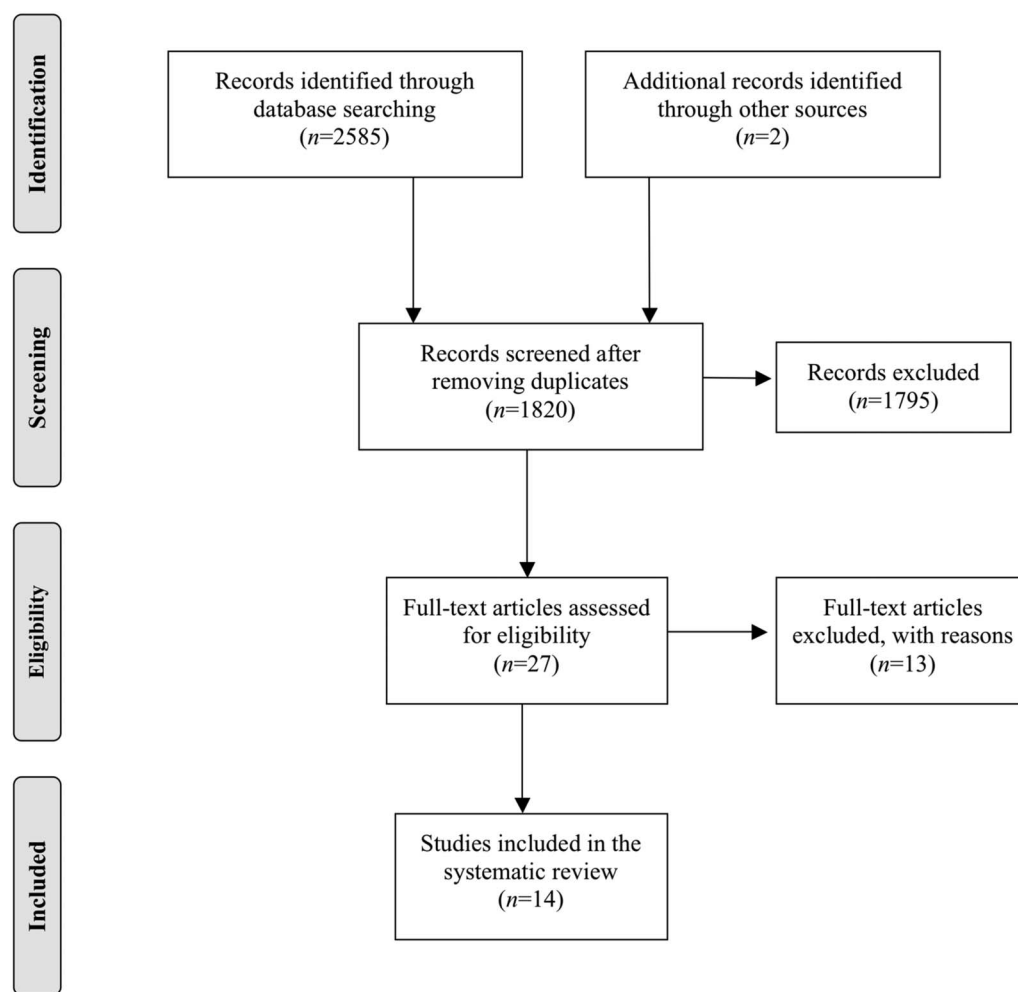 Identification
Records identified through
database searching
(n=2585)
Additional records identified
through other sources
(n=2)
Screening
Records screened after
removing duplicates
(n=1820)
Records excluded
(n=1795)
Eligibility
Full-text articles assessed
for eligibility
(n=27)
Full-text articles
excluded, with reasons
(n=13)
Included
Studies included in the
systematic review
(n=14)